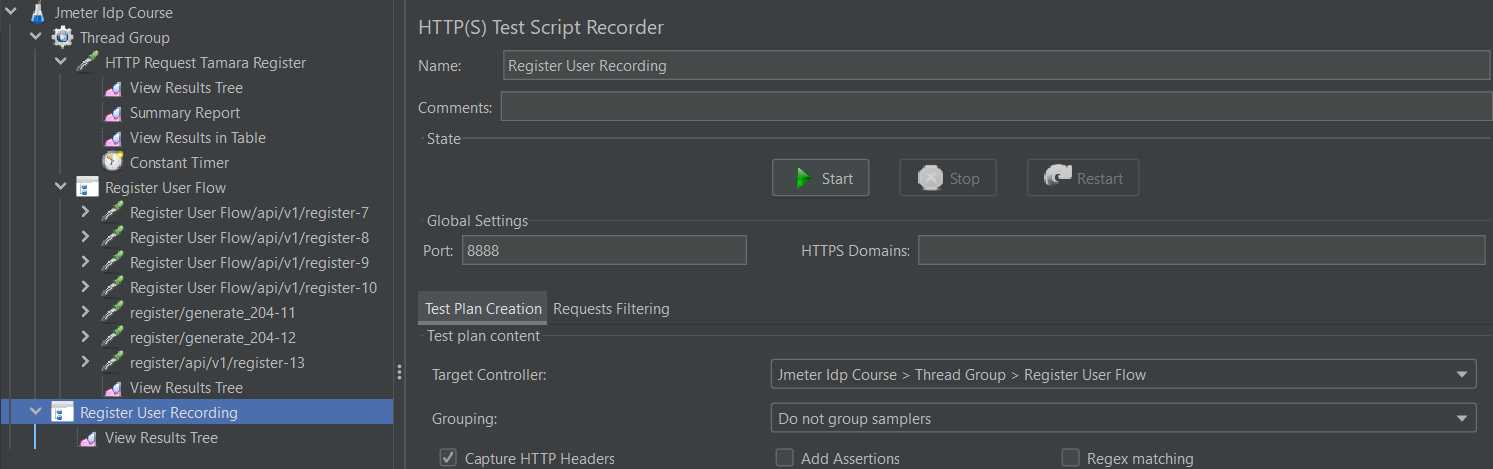 Jmeter Idp Course
Thread Group
HTTP Request Tamara Register
View Results Tree
Summary Report
View Results in Table
Constant Timer
Register User Flow
Register User Flow/api/v1/register-7
Register User Flow/api/v1/register-8
Register User Flow/api/v1/register-9
Register User Flow/api/v1/register-10
register/generate_204-11
register/generate_204-12
register/api/v1/register-13
View Results Tree
Register User Recording
View Results Tree
HTTP(S) Test Script Recorder
Name: Register User Recording
Comments:
State
Start Stop Restart
Global Settings
Port: 8888 HTTPS Domains:
Test Plan Creation Requests Filtering
Test plan content
Target Controller: Jmeter Idp Course > Thread Group > Register User Flow
Grouping: Do not group samplers
Capture HTTP Headers Add Assertions Regex matching